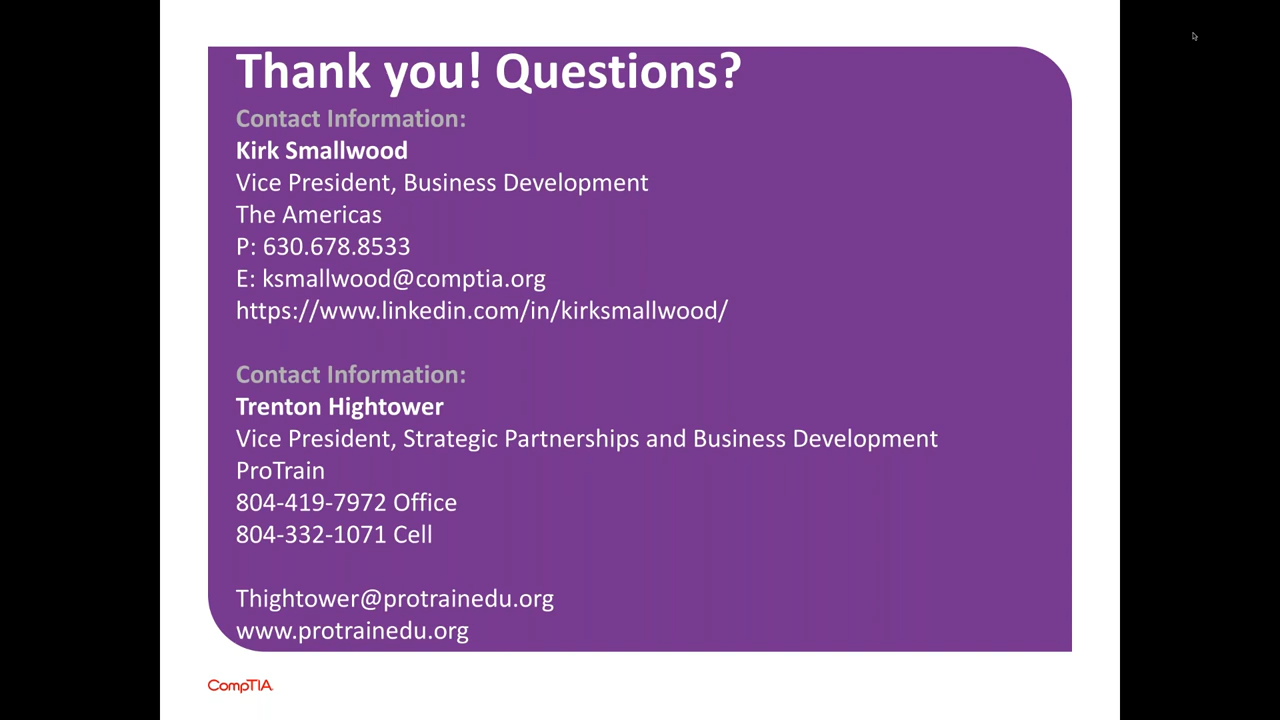 Thank you! Questions?
Contact Information:
Kirk Smallwood
Vice President, Business Development
The Americas
P: 630.678.8533
E: ksmallwood@comptia.org
https://www.linkedin.com/in/kirksmallwood/
Contact Information:
Trenton Hightower
Vice President, Strategic Partnerships and Business Development
ProTrain
804-419-7972 Office
804-332-1071 Cell
Thightower@protrainedu.org
www.protrainedu.org
CompTIA